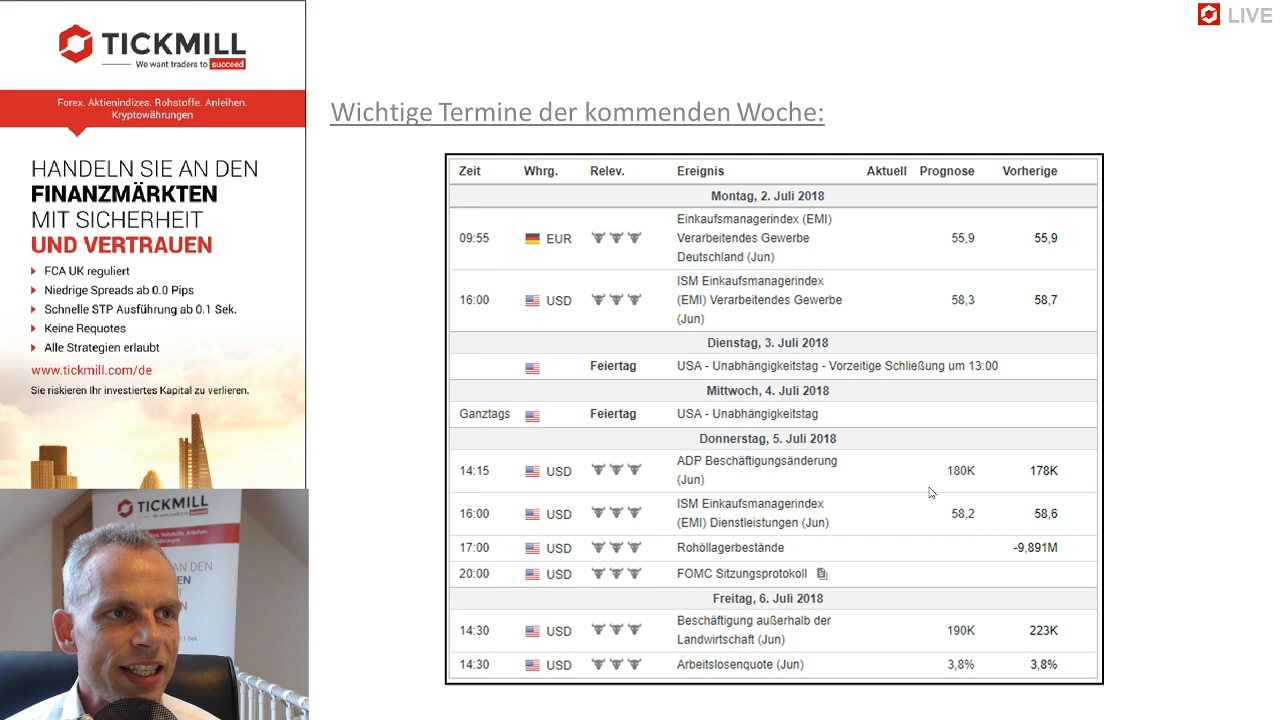 TICKMILL
We want traders to succeed
Forex. Aktienindizes. Rohstoffe. Anleihen.
Kryptowährungen
HANDELN SIE AN DEN
FINANZMÄRKTEN
MIT SICHERHEIT
UND VERTRAUEN
FCA UK reguliert
Niedrige Spreads ab 0.0 Pips
Schnelle STP Ausführung ab 0.1 Sek.
Keine Requotes
Alle Strategien erlaubt
www.tickmill.com/de
Sie riskieren Ihr investiertes Kapital zu verlieren.
TICKMILL
LIVE
Wichtige Termine der kommenden Woche:
Zeit Whrg. Relev. Ereignis Aktuell Prognose Vorherige
Montag, 2. Juli 2018
Einkaufsmanagerindex (EMI)
09:55 EUR Verarbeitendes Gewerbe 55,9 55,9
Deutschland (Jun)
ISM Einkaufsmanagerindex
16:00 USD (EMI) Verarbeitendes Gewerbe 58,3 58,7
(Jun)
Dienstag, 3. Juli 2018
Feiertag USA - Unabhängigkeitstag - Vorzeitige Schließung um 13:00
Mittwoch, 4. Juli 2018
Ganztags Feiertag USA - Unabhängigkeitstag
Donnerstag, 5. Juli 2018
ADP Beschäftigungsänderung
14:15 USD 180K 178K
(Jun)
ISM Einkaufsmanagerindex
16:00 USD 58,2 58,6
(EMI) Dienstleistungen (Jun)
17:00 USD Rohöllagerbestände -9,891M
20:00 USD FOMC Sitzungsprotokoll
Freitag, 6. Juli 2018
Beschäftigung außerhalb der
14:30 USD 190K 223K
Landwirtschaft (Jun)
14:30 USD Arbeitslosenquote (Jun) 3,8% 3,8%